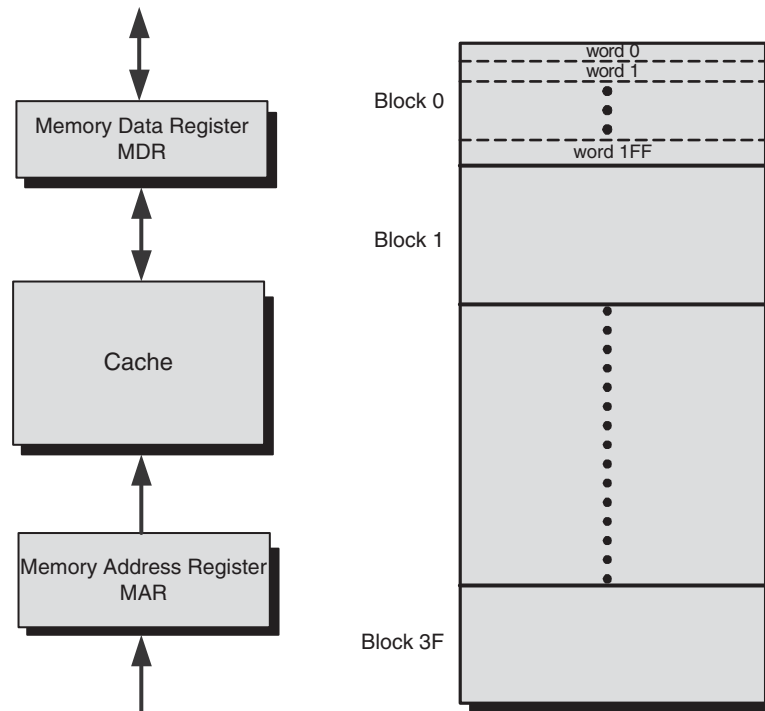 Memory Data Register
MDR
Cache
Memory Address Register
MAR
word 0
word 1
Block 0
word 1FF
Block 1
Block 3F